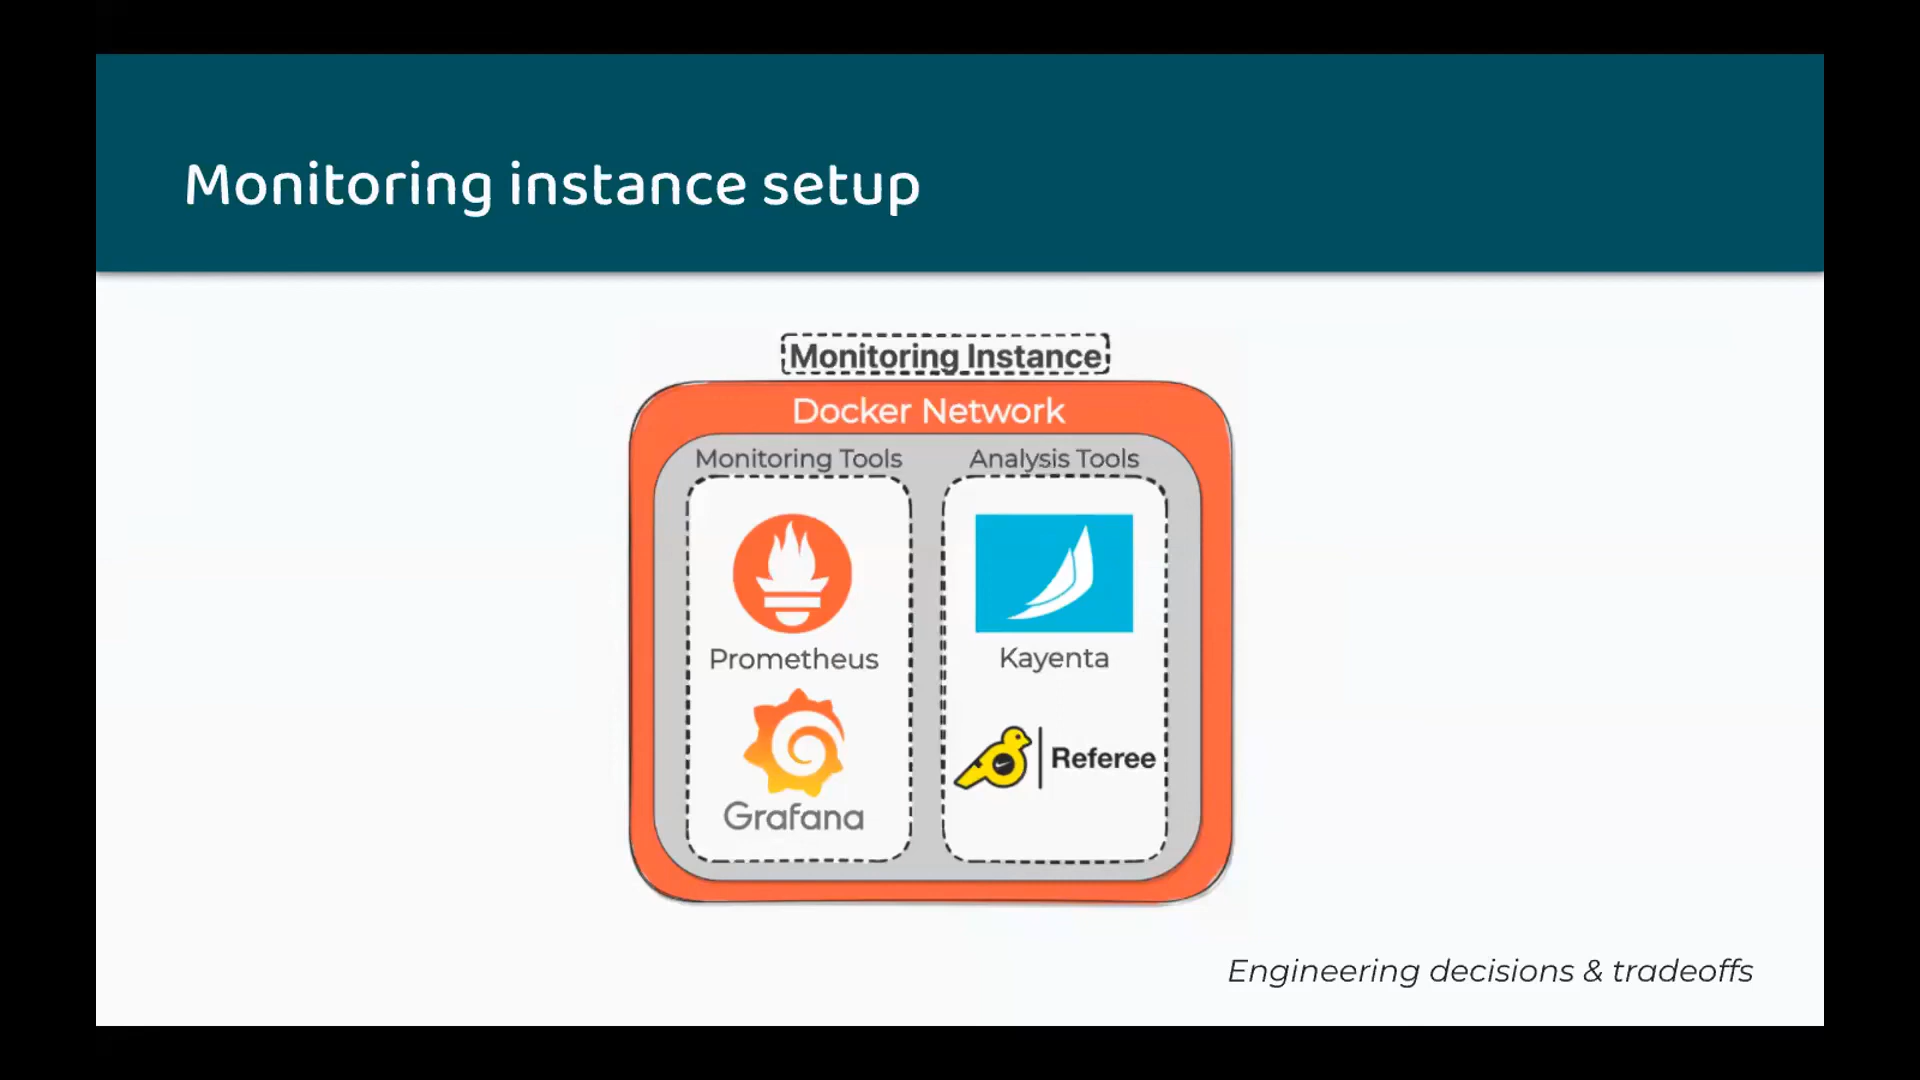 Monitoring instance setup
Monitoring Instance
Docker Network
Monitoring Tools
Analysis Tools
Prometheus
Grafana
Kayenta
Referee
Engineering decisions & tradeoffs